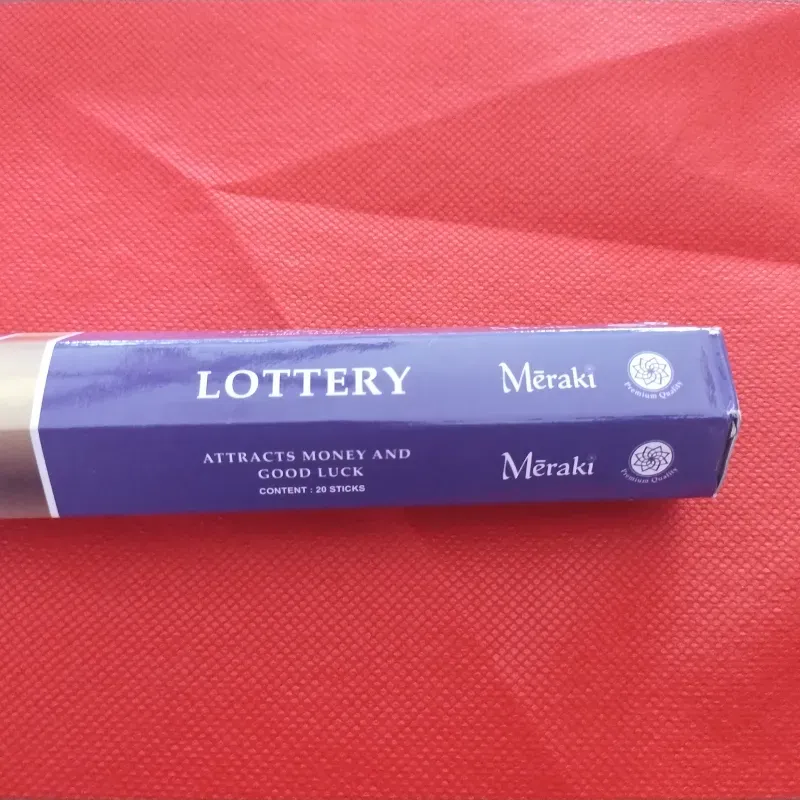 LOTTERY
Mēraki
Premium Quality
ATTRACTS MONEY AND
GOOD LUCK
CONTENT : 20 STICKS
Mēraki
Premium Quality